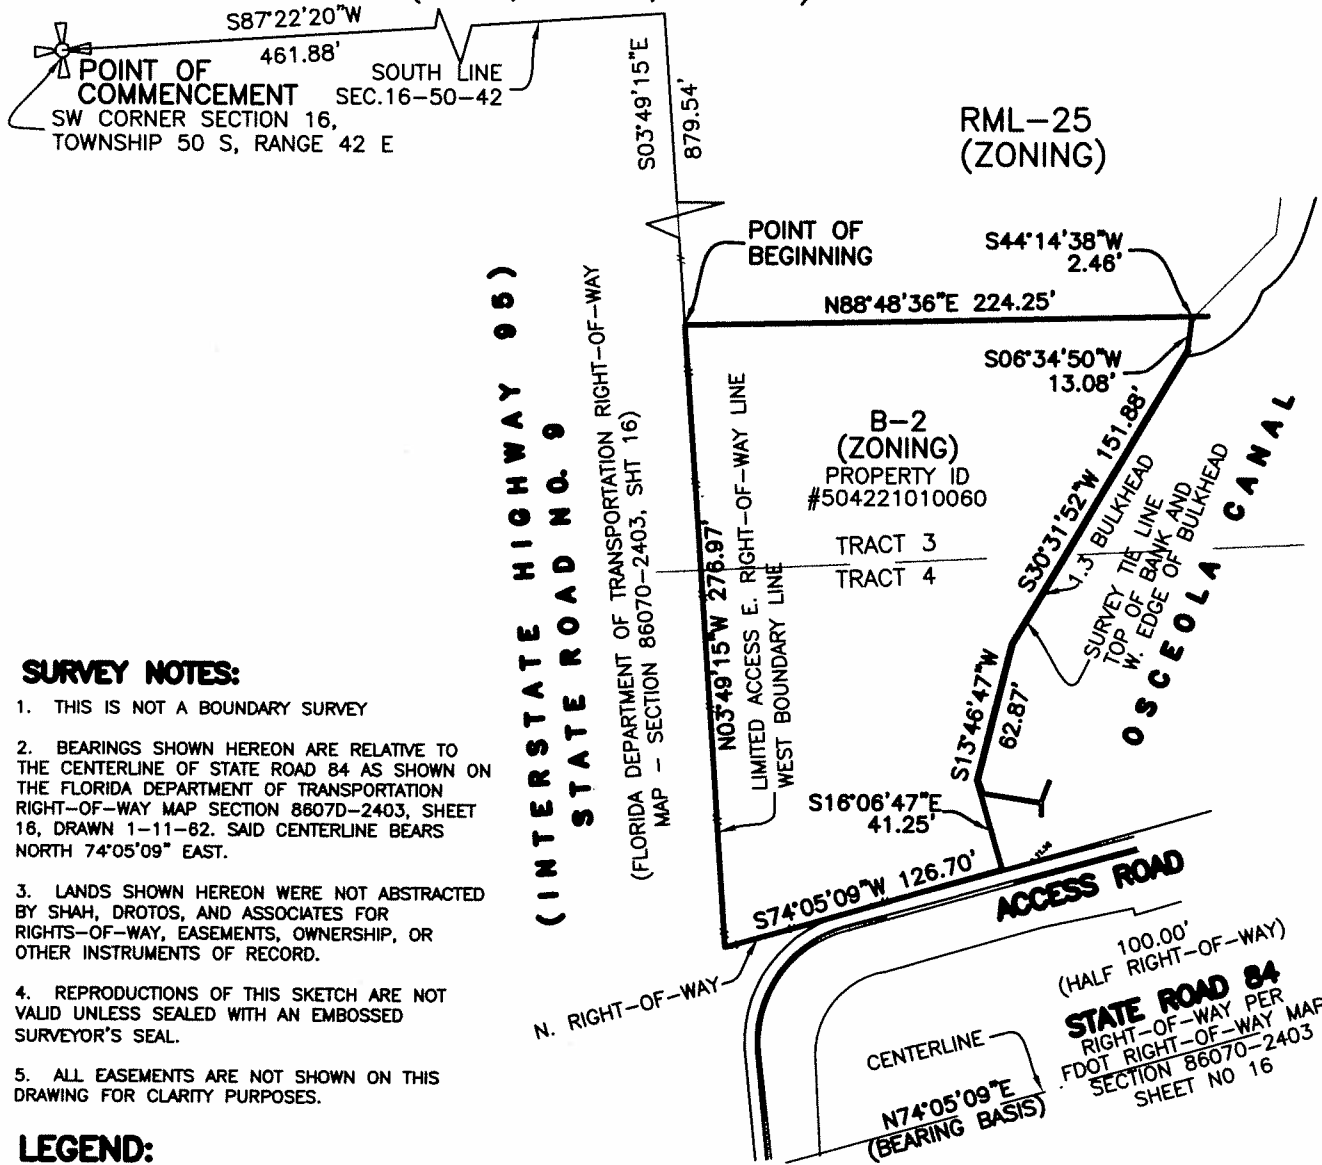 S87°22'20"W
461.88'
POINT OF
COMMENCEMENT
SW CORNER SECTION 16,
TOWNSHIP 50 S, RANGE 42 E
SOUTH LINE
SEC.16-50-42
S03°49'15"E
879.54'
RML-25
(ZONING)
POINT OF
BEGINNING
S44°14'38"W
2.46'
N88°48'36"E 224.25'
S06°34'50"W
13.08'
B-2
(ZONING)
PROPERTY ID
#504221010060
TRACT 3
TRACT 4
(INTERSTATE HIGHWAY 95)
STATE ROAD NO. 9
(FLORIDA DEPARTMENT OF TRANSPORTATION RIGHT-OF-WAY
MAP - SECTION 86070-2403, SHT 16)
N03°49'15"W 276.97'
LIMITED ACCESS E. RIGHT-OF-WAY LINE
WEST BOUNDARY LINE
S30°31'52"W 151.88'
1.3' BULKHEAD
SURVEY TIE LINE
TOP OF BANK AND
W. EDGE OF BULKHEAD
OSCEOLA CANAL
S13°46'47"W
62.87'
S16°06'47"E
41.25'
S74°05'09"W 126.70'
ACCESS ROAD
N. RIGHT-OF-WAY
100.00'
(HALF RIGHT-OF-WAY)
STATE ROAD 84
RIGHT-OF-WAY PER
FDOT RIGHT-OF-WAY MAP
SECTION 86070-2403
SHEET NO 16
CENTERLINE
N74°05'09"E
(BEARING BASIS)
SURVEY NOTES:
1. THIS IS NOT A BOUNDARY SURVEY
2. BEARINGS SHOWN HEREON ARE RELATIVE TO
THE CENTERLINE OF STATE ROAD 84 AS SHOWN ON
THE FLORIDA DEPARTMENT OF TRANSPORTATION
RIGHT-OF-WAY MAP SECTION 8607D-2403, SHEET
16, DRAWN 1-11-62. SAID CENTERLINE BEARS
NORTH 74°05'09" EAST.
3. LANDS SHOWN HEREON WERE NOT ABSTRACTED
BY SHAH, DROTOS, AND ASSOCIATES FOR
RIGHTS-OF-WAY, EASEMENTS, OWNERSHIP, OR
OTHER INSTRUMENTS OF RECORD.
4. REPRODUCTIONS OF THIS SKETCH ARE NOT
VALID UNLESS SEALED WITH AN EMBOSSED
SURVEYOR'S SEAL.
5. ALL EASEMENTS ARE NOT SHOWN ON THIS
DRAWING FOR CLARITY PURPOSES.
LEGEND: